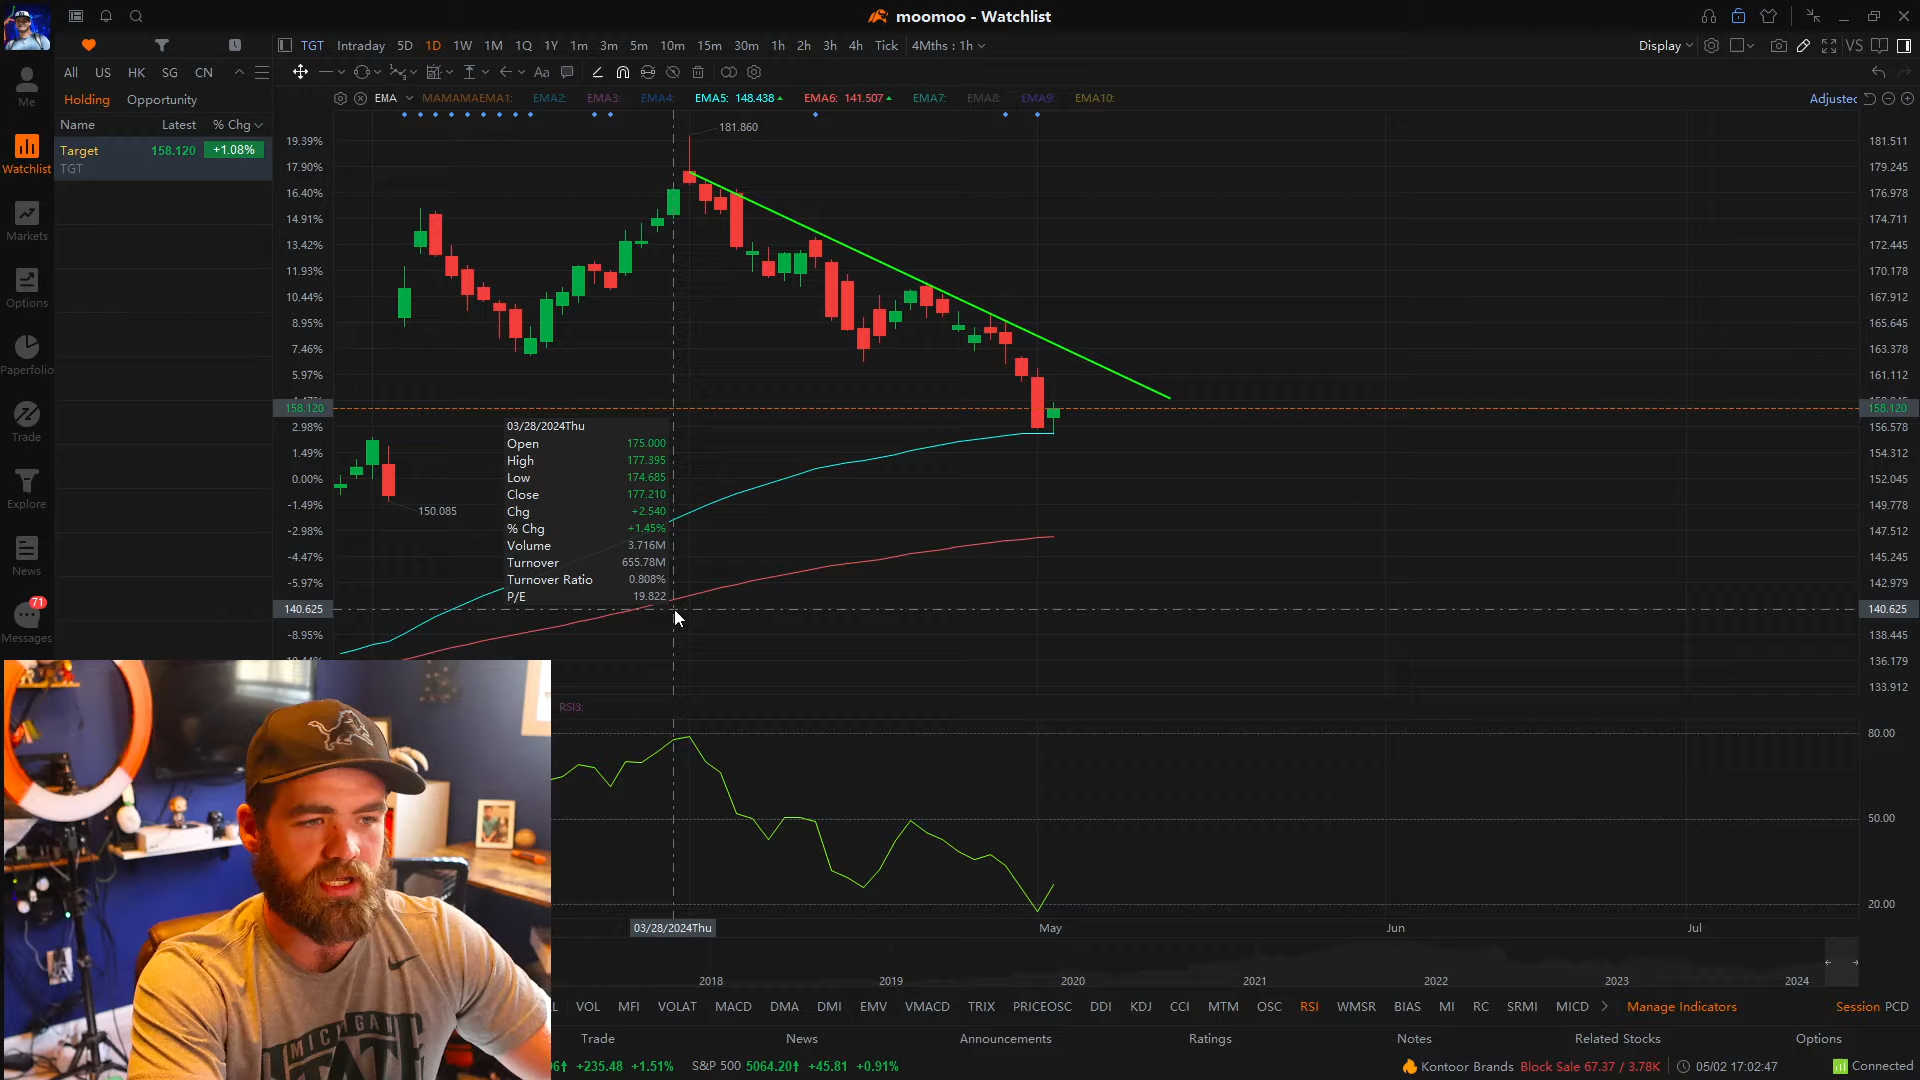 moomoo - Watchlist
TGT Intraday 5D 1D 1W 1M 1Q 1Y 1m 3m 5m 10m 15m 30m 1h 2h 3h 4h Tick 4Mths : 1h
Display
VS
Me
All US HK SG CN
Aa
Holding Opportunity
EMA MAMAMAEMA1: EMA2: EMA3: EMA4: EMA5: 148.438 EMA6: 141.507 EMA7: EMA8: EMA9: EMA10:
Adjusted
Name Latest % Chg
Target 158.120 +1.08%
TGT
Watchlist
Markets
Options
Paperfolio
Trade
Explore
News
71
Messages
181.860
19.39% 181.511
17.90% 179.245
16.40% 176.978
14.91% 174.711
13.42% 172.445
11.93% 170.178
10.44% 167.912
8.95% 165.645
7.46% 163.378
5.97% 161.112
158.120 158.120
2.98% 156.578
1.49% 154.312
0.00% 152.045
-1.49% 149.778
-2.98% 147.512
-4.47% 145.245
-5.97% 142.979
140.625 140.625
-8.95% 138.445
136.179
133.912
150.085
03/28/2024Thu
Open 175.000
High 177.395
Low 174.685
Close 177.210
Chg +2.540
% Chg +1.45%
Volume 3.716M
Turnover 655.78M
Turnover Ratio 0.808%
P/E 19.822
RSI3:
80.00
50.00
20.00
03/28/2024Thu May Jun Jul
2018 2019 2020 2021 2022 2023 2024
VOL MFI VOLAT MACD DMA DMI EMV VMACD TRIX PRICEOSC DDI KDJ CCI MTM OSC RSI WMSR BIAS MI RC SRMI MICD Manage Indicators Session PCD
Trade News Announcements Ratings Notes Related Stocks Options
+235.48 +1.51% S&P 500 5064.20 +45.81 +0.91%
Kontoor Brands Block Sale 67.37 / 3.78K 05/02 17:02:47 Connected
MICHIGAN
STATE